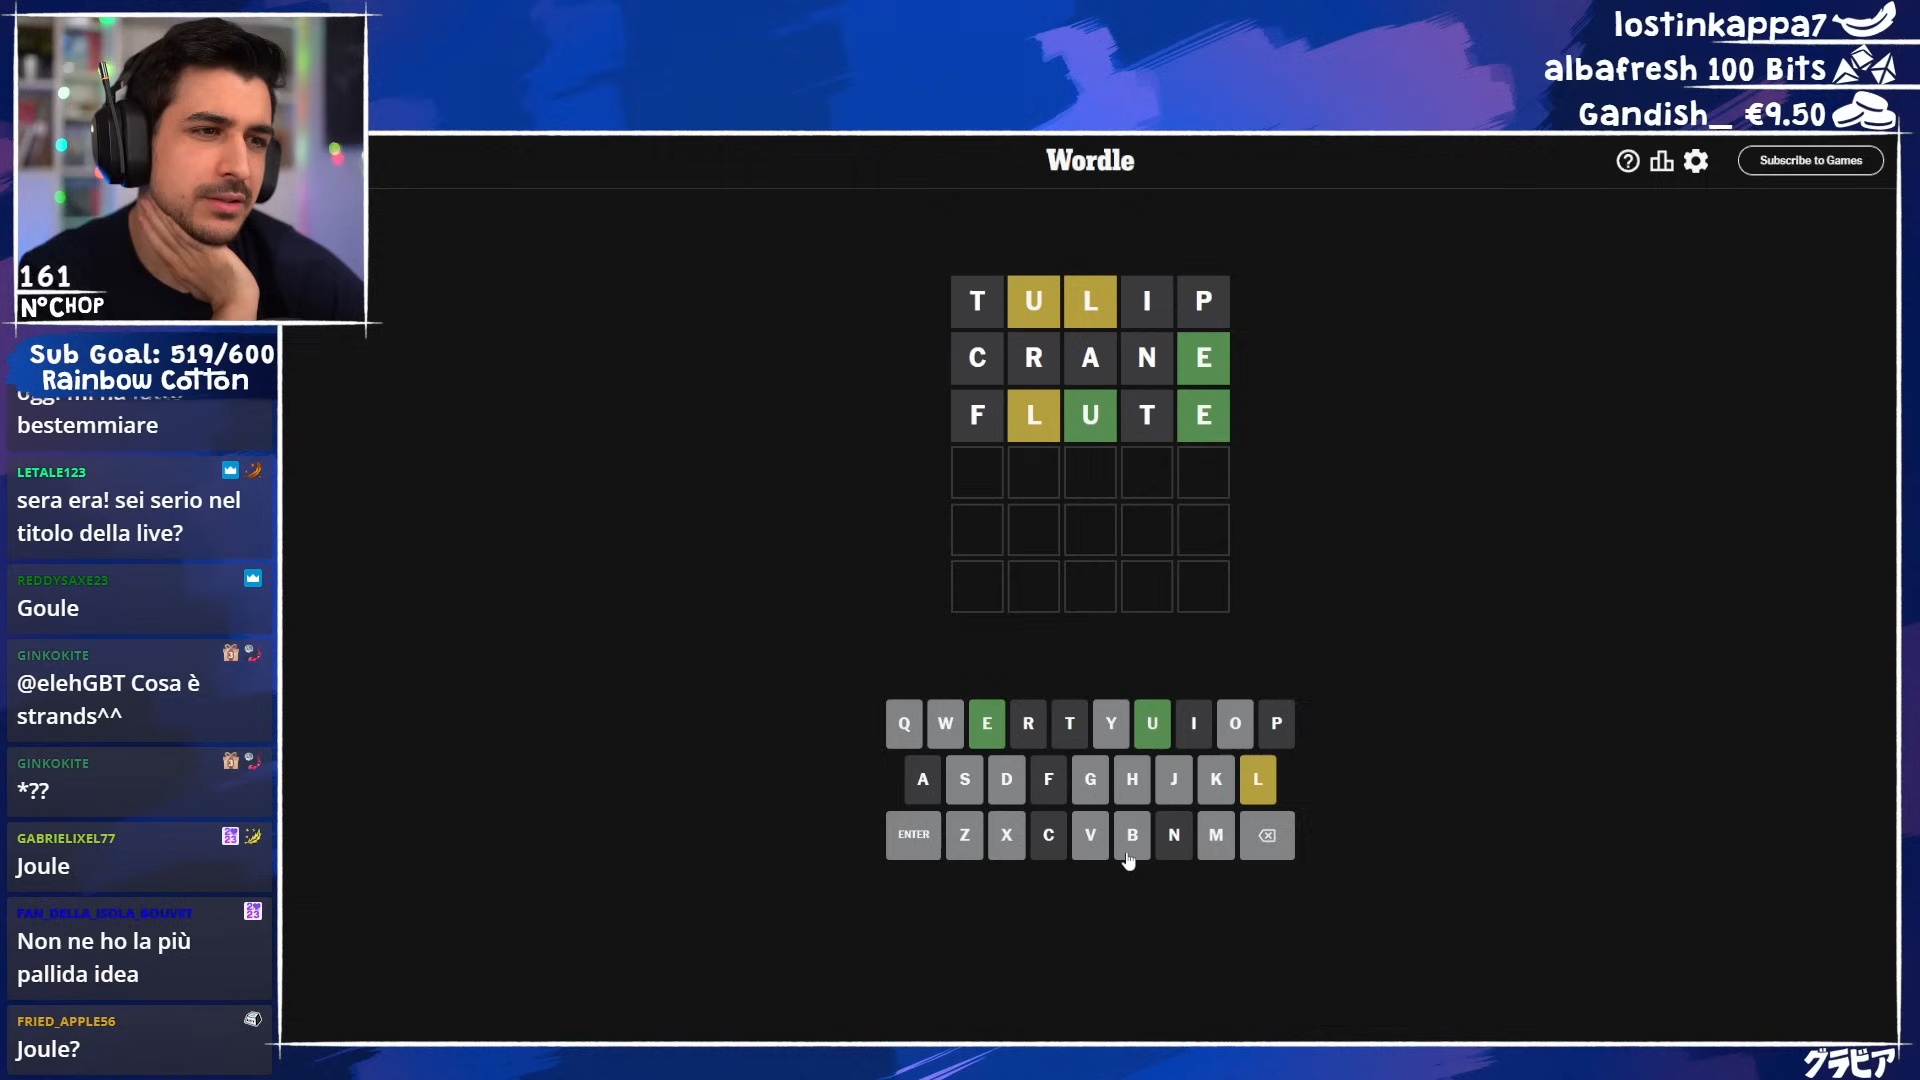 lostinkappa7
albafresh 100 Bits
Gandish_ €9.50
161
N°CHOP
Sub Goal: 519/600
Rainbow Cotton
bestemmiare
LETALE123
sera era! sei serio nel
titolo della live?
REDDYSAXE23
Goule
GINKOKITE
@elehGBT Cosa è
strands^^
GINKOKITE
*??
GABRIELIXEL77
Joule
FAN_DELLA_ISOLA_BOUVET
Non ne ho la più
pallida idea
FRIED_APPLE56
Joule?
Wordle
Subscribe to Games
T U L I P
C R A N E
F L U T E
Q W E R T Y U I O P
A S D F G H J K L
ENTER Z X C V B N M
グラビア